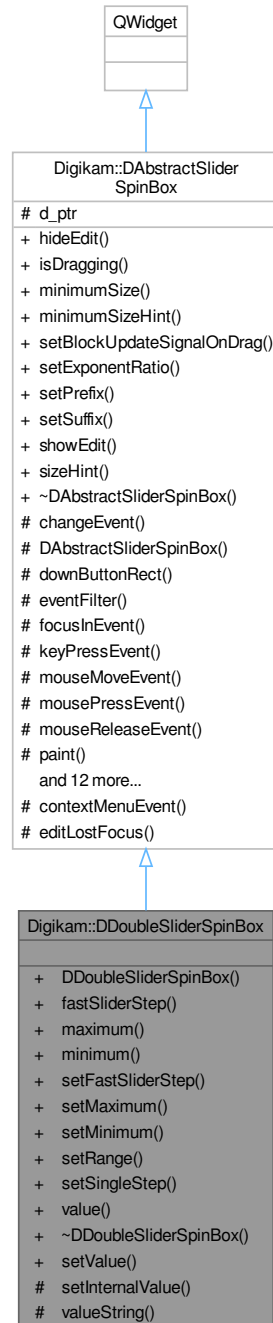 QWidget
Digikam::DAbstractSlider
SpinBox
# d_ptr
+ hideEdit()
+ isDragging()
+ minimumSize()
+ minimumSizeHint()
+ setBlockUpdateSignalOnDrag()
+ setExponentRatio()
+ setPrefix()
+ setSuffix()
+ showEdit()
+ sizeHint()
+ ~DAbstractSliderSpinBox()
# changeEvent()
# DAbstractSliderSpinBox()
# downButtonRect()
# eventFilter()
# focusInEvent()
# keyPressEvent()
# mouseMoveEvent()
# mousePressEvent()
# mouseReleaseEvent()
# paint()
and 12 more...
# contextMenuEvent()
# editLostFocus()
Digikam::DDoubleSliderSpinBox
+ DDoubleSliderSpinBox()
+ fastSliderStep()
+ maximum()
+ minimum()
+ setFastSliderStep()
+ setMaximum()
+ setMinimum()
+ setRange()
+ setSingleStep()
+ value()
+ ~DDoubleSliderSpinBox()
+ setValue()
# setInternalValue()
# valueString()